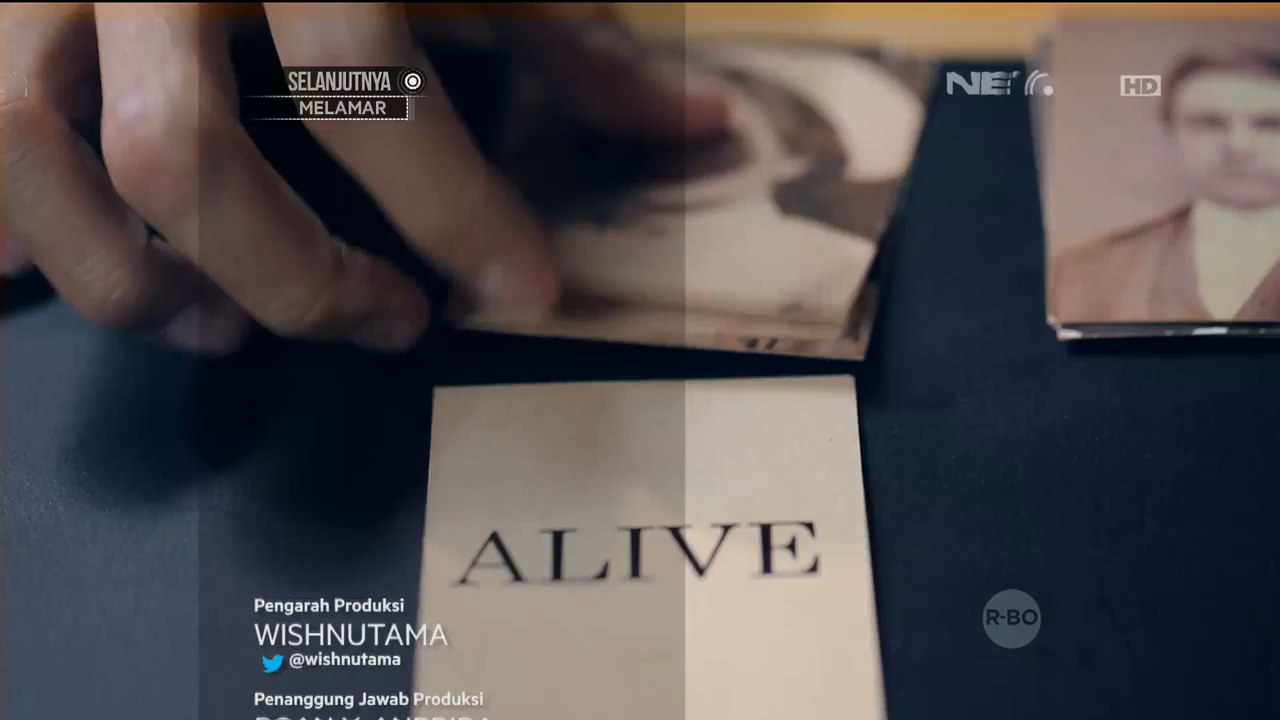 SELANJUTNYA
MELAMAR
NET.
HD
ALIVE
Pengarah Produksi
WISHNUTAMA
@wishnutama
R-BO
Penanggung Jawab Produksi